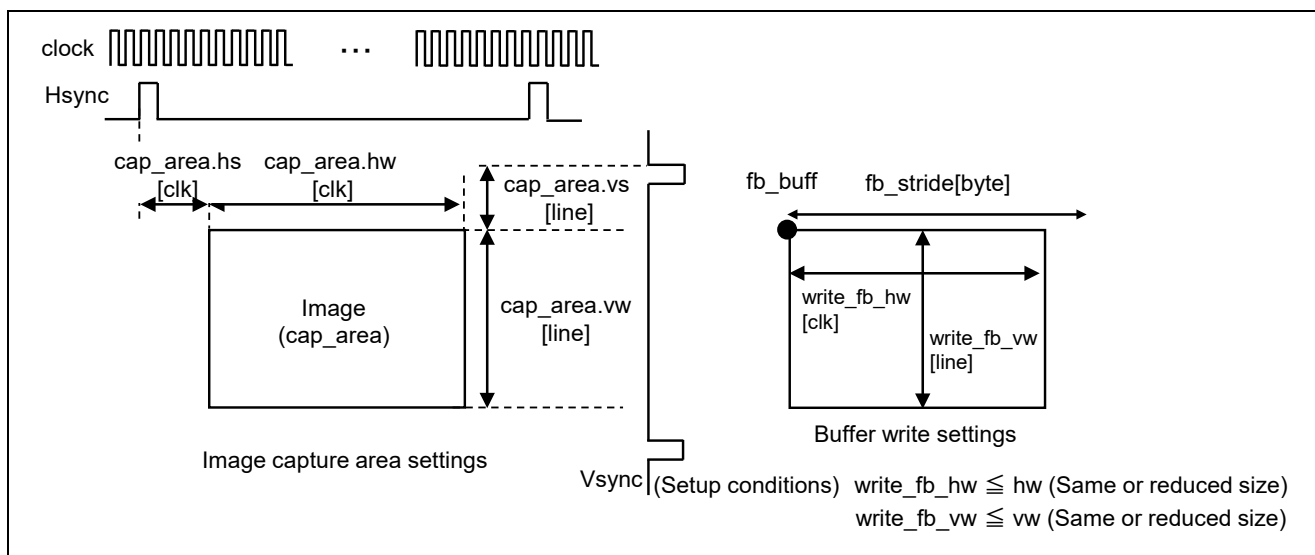 clock
...
Hsync
cap_area.hs
[clk]
cap_area.hw
[clk]
cap_area.vs
[line]
fb_buff
fb_stride[byte]
Image
(cap_area)
cap_area.vw
[line]
write_fb_hw
[clk]
write_fb_vw
[line]
Image capture area settings
Vsync
Buffer write settings
(Setup conditions) write_fb_hw ≦ hw (Same or reduced size)
write_fb_vw ≦ vw (Same or reduced size)